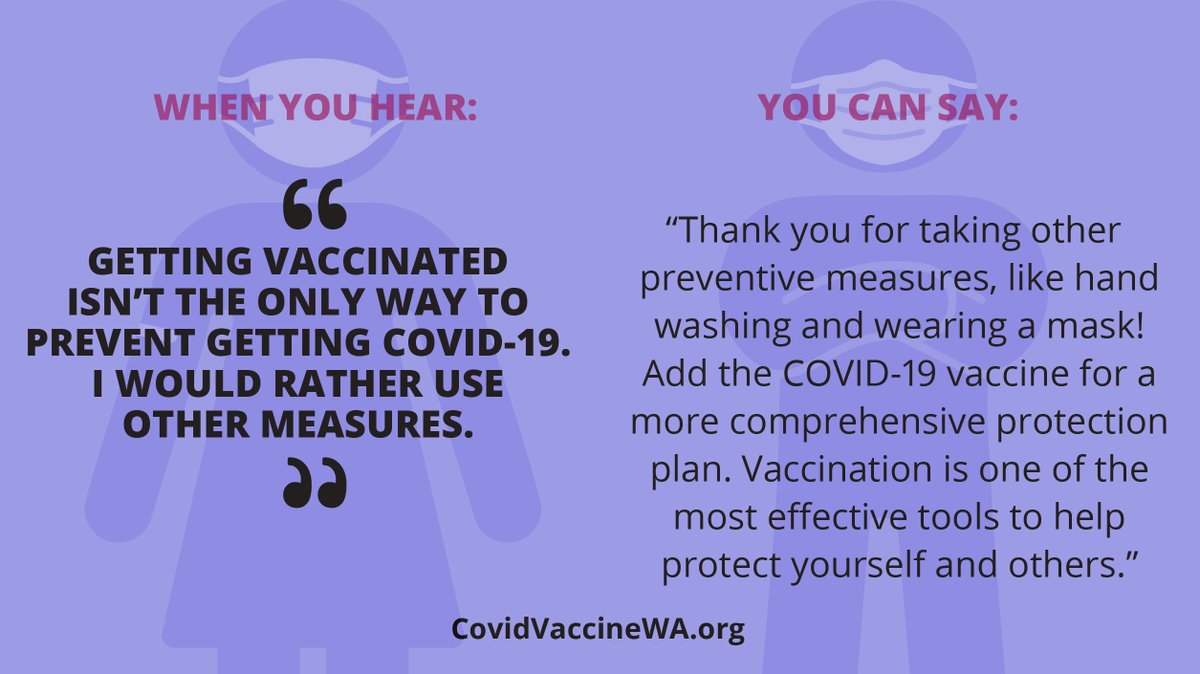 WHEN YOU HEAR:
“
GETTING VACCINATED
ISN’T THE ONLY WAY TO
PREVENT GETTING COVID-19.
I WOULD RATHER USE
OTHER MEASURES.
”
YOU CAN SAY:
“Thank you for taking other
preventive measures, like hand
washing and wearing a mask!
Add the COVID-19 vaccine for a
more comprehensive protection
plan. Vaccination is one of the
most effective tools to help
protect yourself and others.”
CovidVaccineWA.org